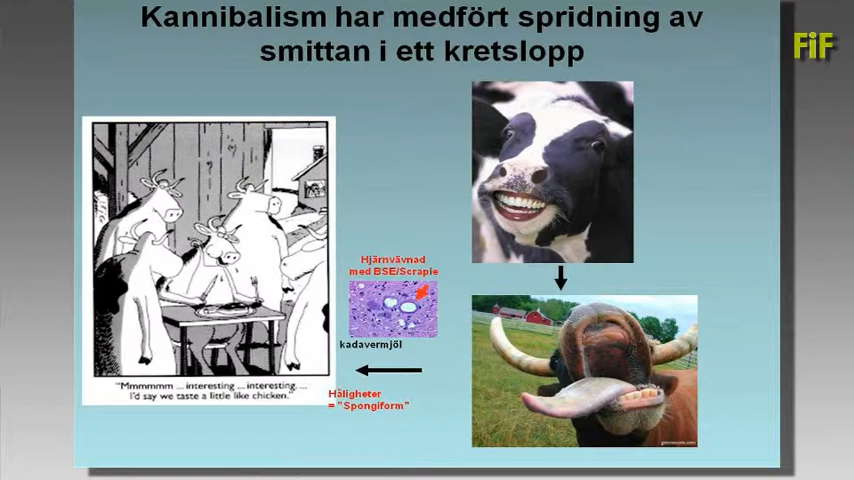 Kannibalism har medfört spridning av
smittan i ett kretslopp
FiF
Hjärnvävnad
med BSE/Scrapie
kadavermjöl
Håligheter
= "Spongiform"
"Mmmmmm ... interesting ... interesting. ...
I'd say we taste a little like chicken."